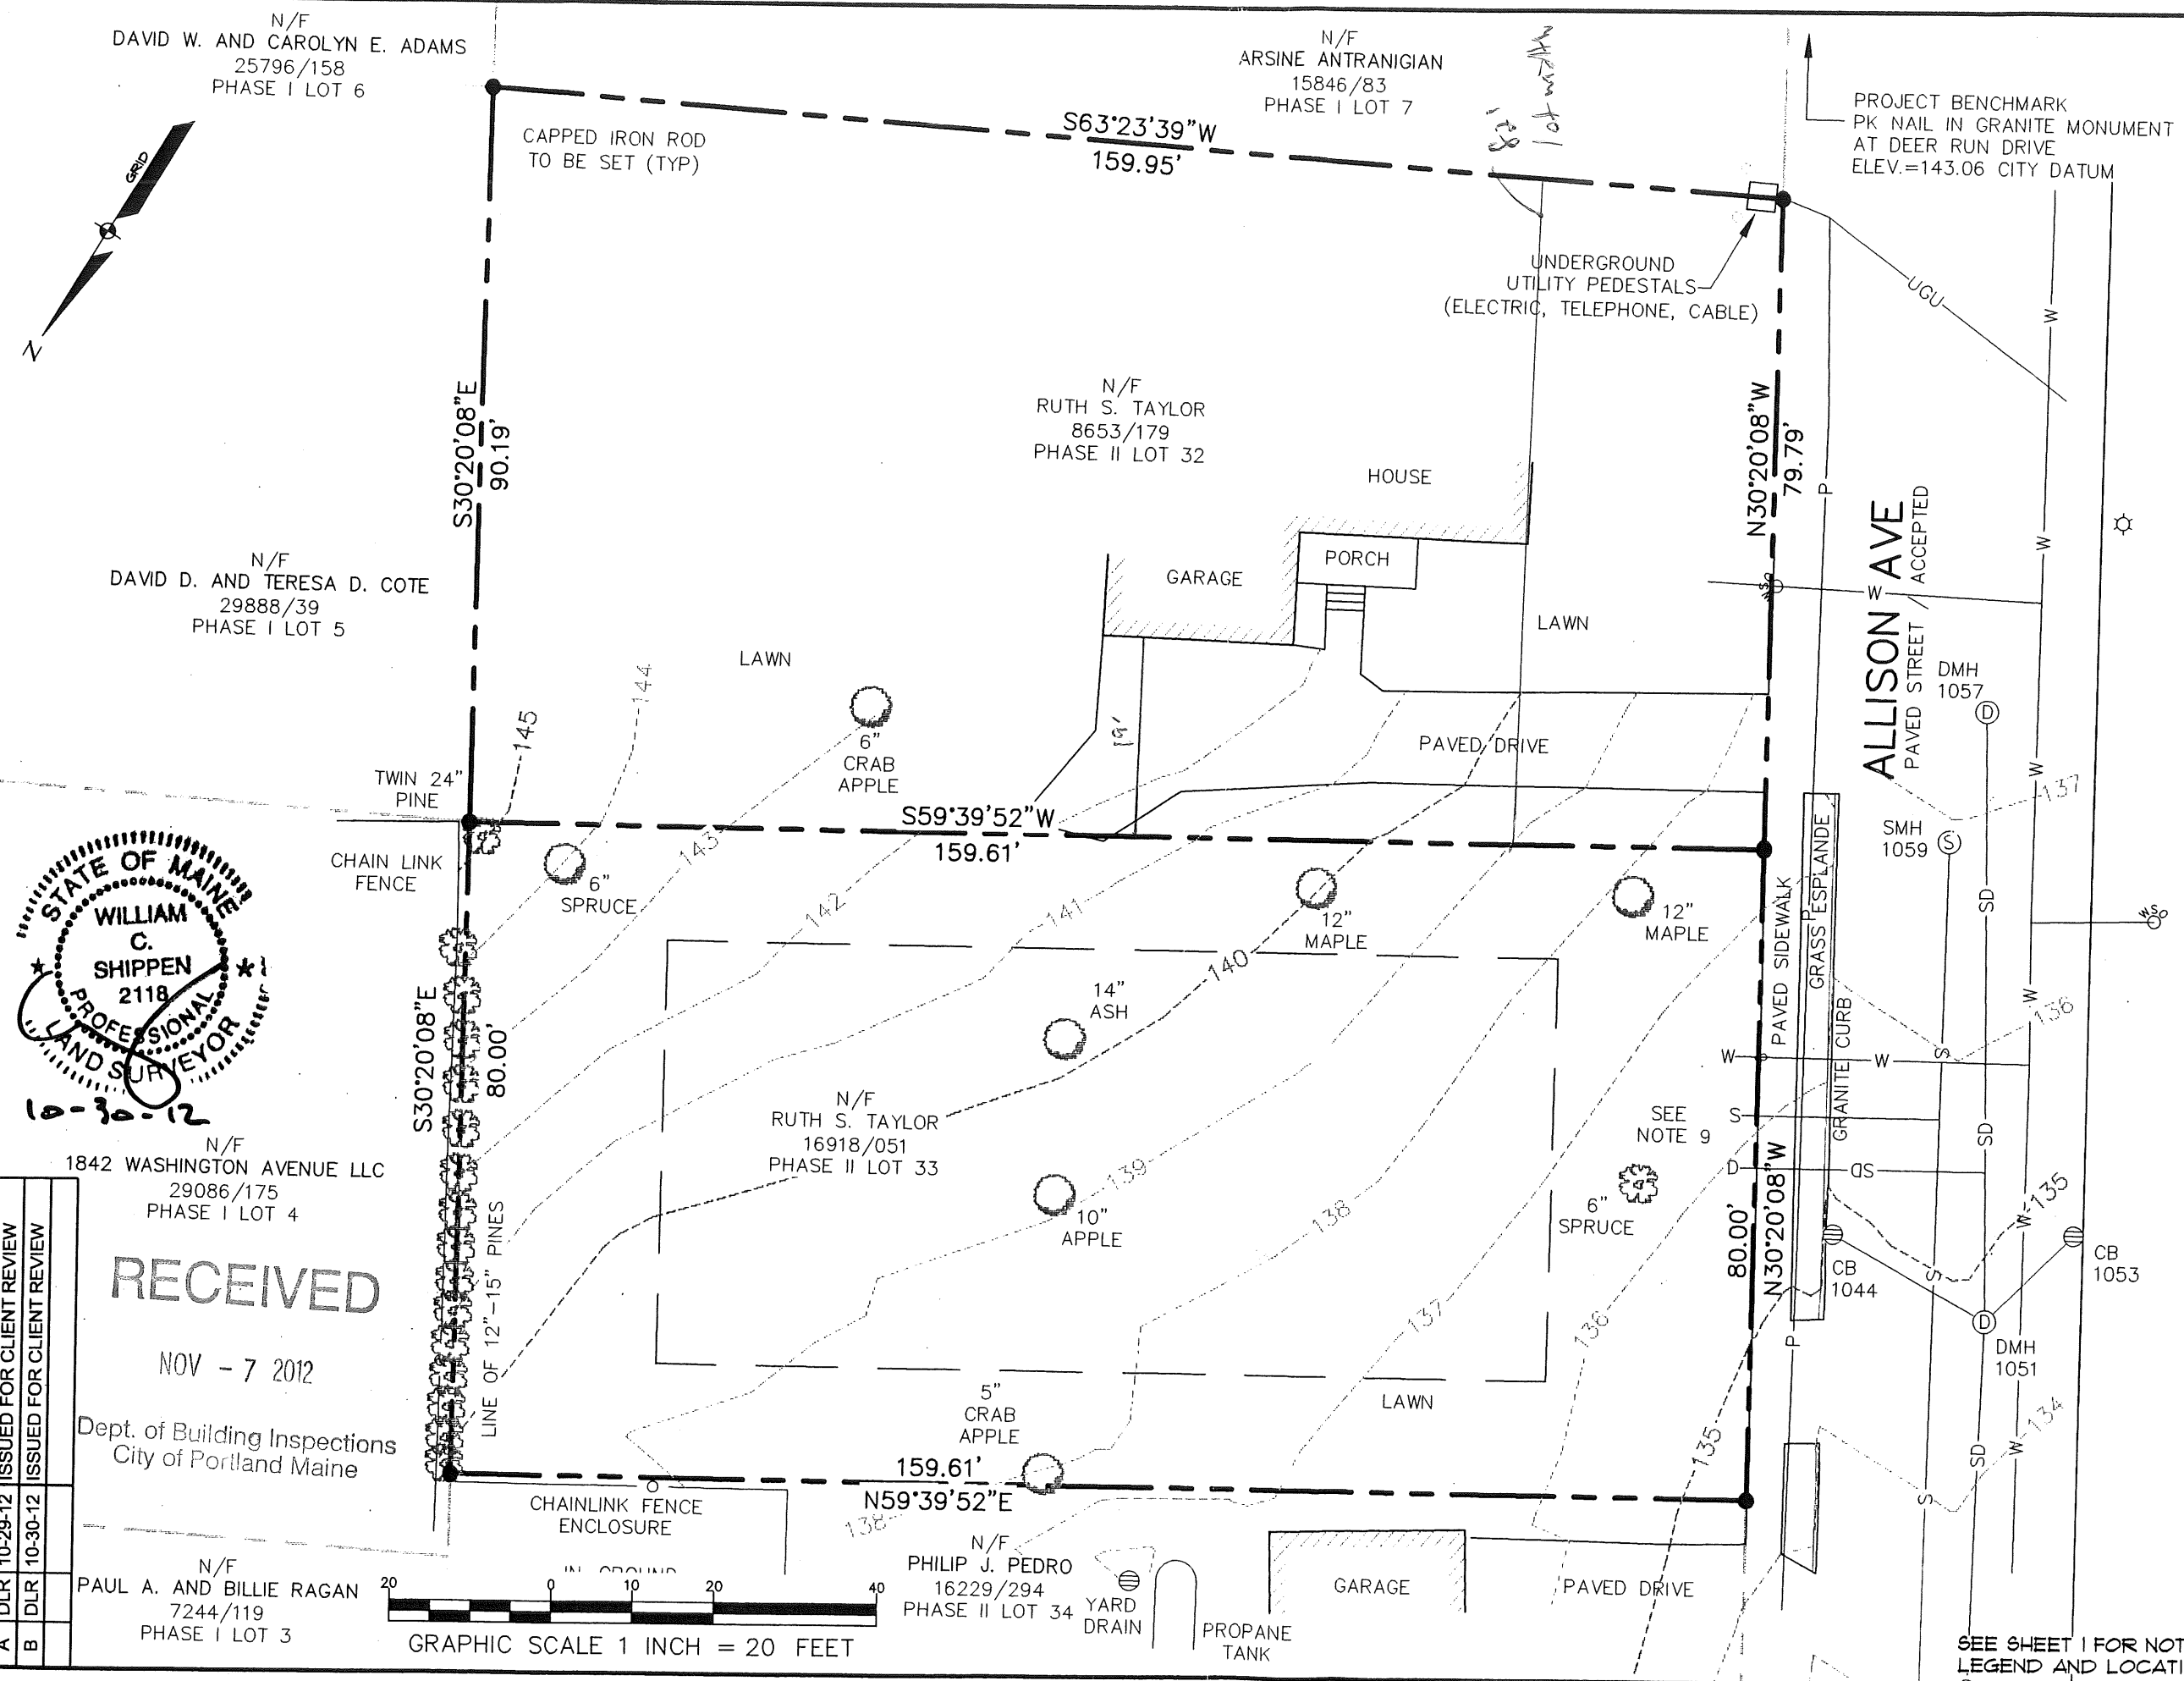 N/F
DAVID W. AND CAROLYN E. ADAMS
25796/158
PHASE I LOT 6
N/F
ARSINE ANTRANIGIAN
15846/83
PHASE I LOT 7
PROJECT BENCHMARK
PK NAIL IN GRANITE MONUMENT
AT DEER RUN DRIVE
ELEV.=143.06 CITY DATUM
GRID
N
CAPPED IRON ROD
TO BE SET (TYP)
S63°23'39"W
159.95'
lot width
UNDERGROUND
UTILITY PEDESTALS
(ELECTRIC, TELEPHONE, CABLE)
UGU
W
S30°20'08"E
90.19'
N/F
RUTH S. TAYLOR
8653/179
PHASE II LOT 32
HOUSE
N30°20'08"W
79.79'
P
ALLISON AVE
PAVED STREET / ACCEPTED
W
N/F
DAVID D. AND TERESA D. COTE
29888/39
PHASE I LOT 5
GARAGE
PORCH
LAWN
WSO
W
LAWN
144
145
6"
CRAB
APPLE
19'
PAVED DRIVE
DMH
1057
D
W
137
TWIN 24"
PINE
S59°39'52"W
159.61'
143
CHAIN LINK
FENCE
6"
SPRUCE
142
141
12"
MAPLE
12"
MAPLE
140
SMH
1059
S
SD
WSO
PAVED SIDEWALK
GRASS ESPLANDE
P
GRANITE CURB
STATE OF MAINE
WILLIAM
C.
SHIPPEN
2118
PROFESSIONAL
LAND SURVEYOR
10-30-12
S30°20'08"E
80.00'
14"
ASH
W
136
W
W
S
S
N/F
RUTH S. TAYLOR
16918/051
PHASE II LOT 33
SEE
NOTE 9
S
SD
D
SD
N/F
1842 WASHINGTON AVENUE LLC
29086/175
PHASE I LOT 4
139
10"
APPLE
138
6"
SPRUCE
80.00'
N30°20'08"W
135
W
CB
1044
CB
1053
S
D
DMH
1051
LINE OF 12"-15" PINES
RECEIVED
NOV - 7 2012
Dept. of Building Inspections
City of Portland Maine
137
136
P
5"
CRAB
APPLE
LAWN
135
134
W
SD
S
159.61'
N59°39'52"E
CHAINLINK FENCE
ENCLOSURE
138
IN GROUND
N/F
PHILIP J. PEDRO
16229/294
PHASE II LOT 34
YARD
DRAIN
PROPANE
TANK
GARAGE
PAVED DRIVE
N/F
PAUL A. AND BILLIE RAGAN
7244/119
PHASE I LOT 3
20 0 10 20 40
GRAPHIC SCALE 1 INCH = 20 FEET
A DLR 10-29-12 ISSUED FOR CLIENT REVIEW
B DLR 10-30-12 ISSUED FOR CLIENT REVIEW
SEE SHEET 1 FOR NOT
LEGEND AND LOCATI